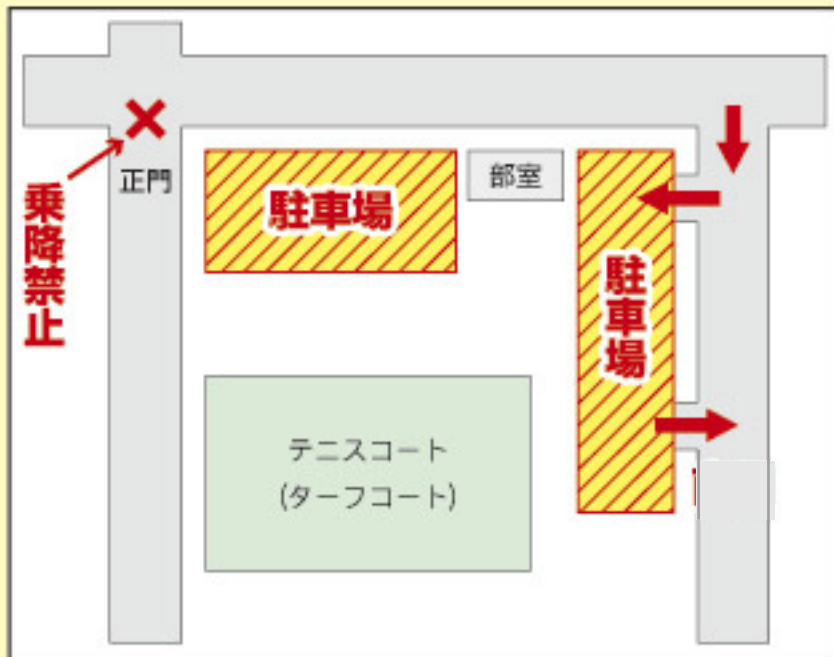 正門
乗降禁止
駐車場
部室
駐車場
テニスコート
(ターフコート)